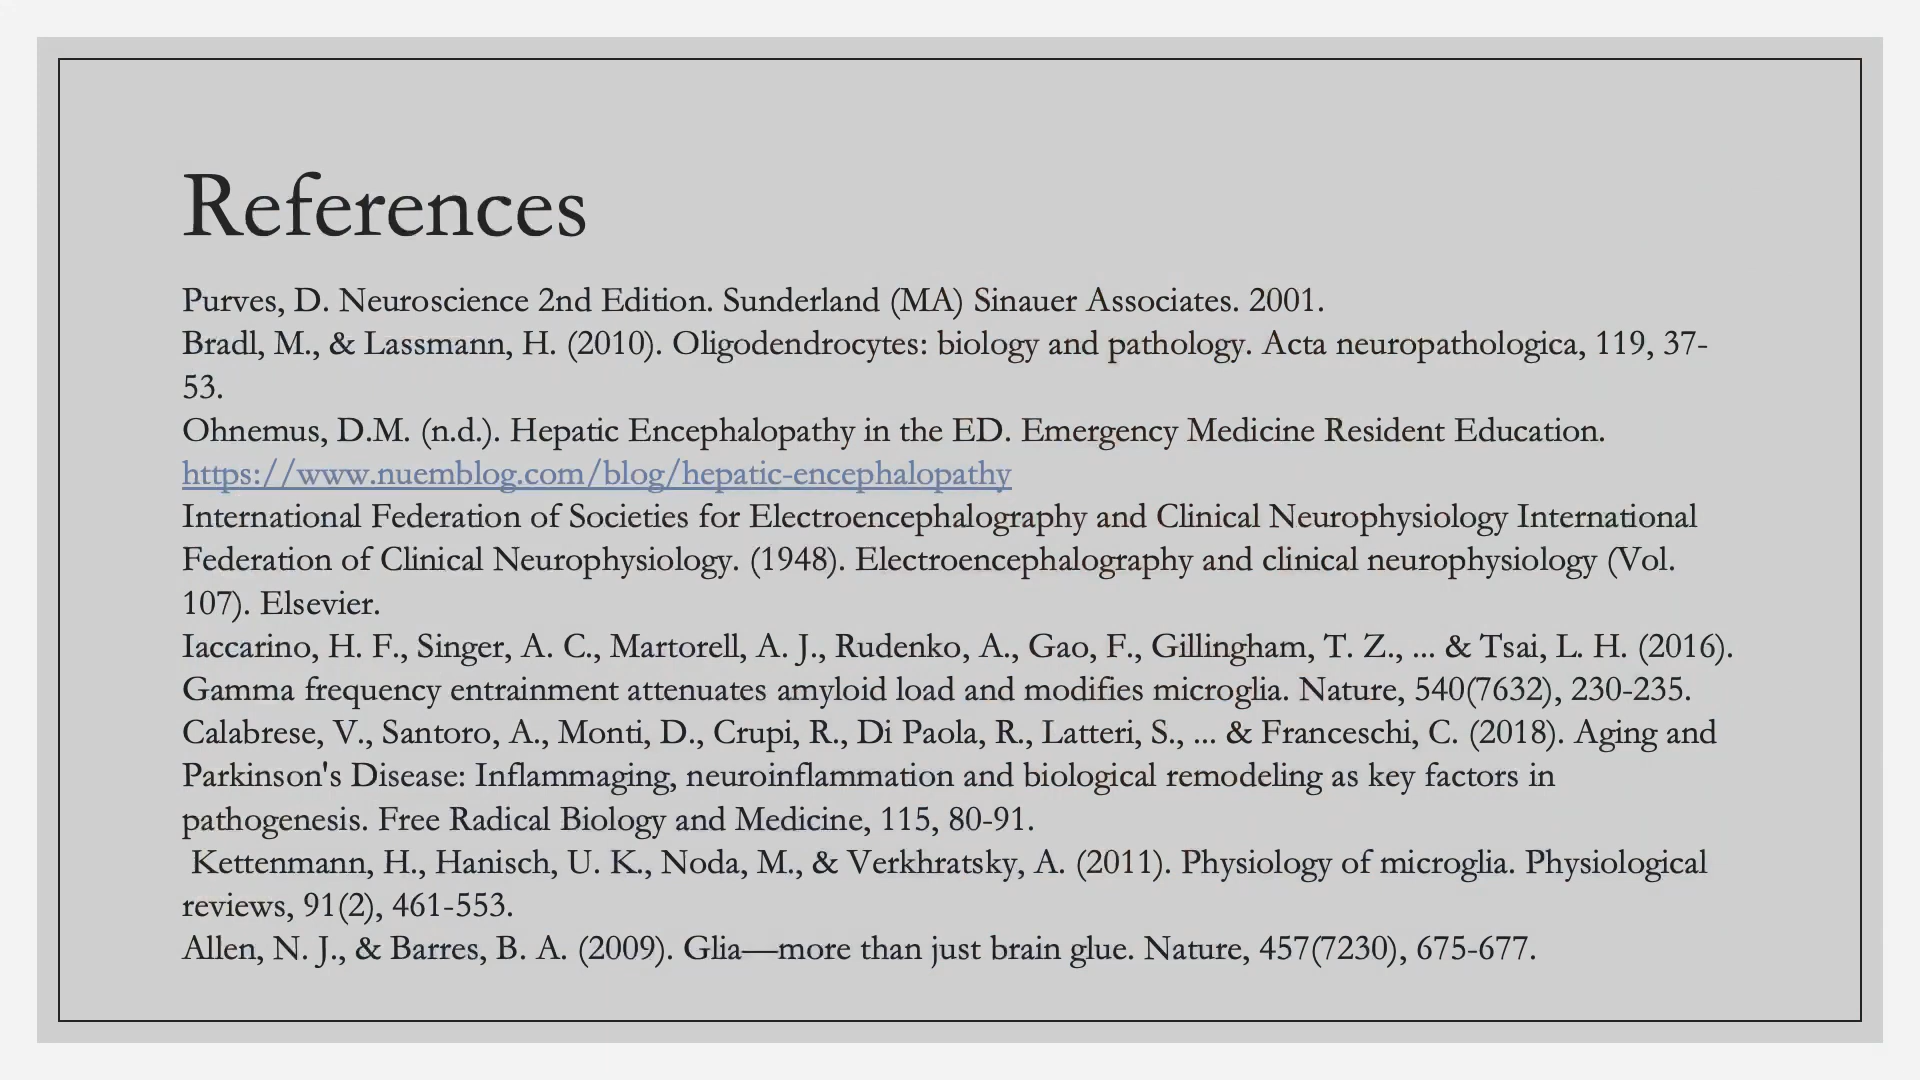 References
Purves, D. Neuroscience 2nd Edition. Sunderland (MA) Sinauer Associates. 2001.
Bradl, M., & Lassmann, H. (2010). Oligodendrocytes: biology and pathology. Acta neuropathologica, 119, 37-
53.
Ohnemus, D.M. (n.d.). Hepatic Encephalopathy in the ED. Emergency Medicine Resident Education.
https://www.nuemblog.com/blog/hepatic-encephalopathy
International Federation of Societies for Electroencephalography and Clinical Neurophysiology International
Federation of Clinical Neurophysiology. (1948). Electroencephalography and clinical neurophysiology (Vol.
107). Elsevier.
Iaccarino, H. F., Singer, A. C., Martorell, A. J., Rudenko, A., Gao, F., Gillingham, T. Z., ... & Tsai, L. H. (2016).
Gamma frequency entrainment attenuates amyloid load and modifies microglia. Nature, 540(7632), 230-235.
Calabrese, V., Santoro, A., Monti, D., Crupi, R., Di Paola, R., Latteri, S., ... & Franceschi, C. (2018). Aging and
Parkinson's Disease: Inflammaging, neuroinflammation and biological remodeling as key factors in
pathogenesis. Free Radical Biology and Medicine, 115, 80-91.
Kettenmann, H., Hanisch, U. K., Noda, M., & Verkhratsky, A. (2011). Physiology of microglia. Physiological
reviews, 91(2), 461-553.
Allen, N. J., & Barres, B. A. (2009). Glia—more than just brain glue. Nature, 457(7230), 675-677.